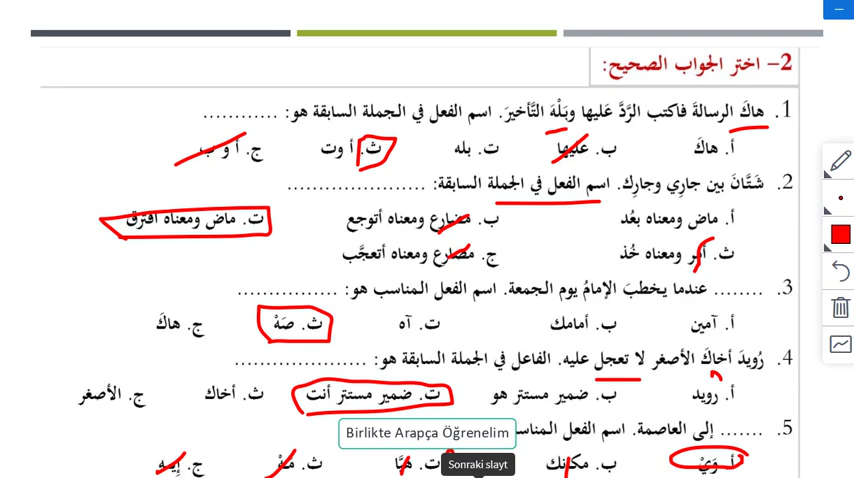 2- اختر الجواب الصحيح:
1. هاكَ الرسالةَ فاكتب الرَّدَّ عَليها وبَلْهَ التَّأخيرَ. اسم الفعل في الجملة السابقة هو: ............
أ. هاكَ ب. عليها ت. بله ث. أ وت ج. أ و ب
2. شَتَّانَ بين جارِي وجارِك. اسم الفعل في الجملة السابقة: ......................
أ. ماض ومعناه بعُد ب. مضارع ومعناه أتوجع ت. ماض ومعناه افترق
ث. أمر ومعناه خُذ ج. مضارع ومعناه أتعجَّب
3. ........ عندما يخطبَ الإمامُ يوم الجمعة. اسم الفعل المناسب هو: ................
أ. آمين ب. أمامك ت. آه ث. صَهْ ج. هاكَ
4. رُويدَ أخاكَ الأصغر لا تعجل عليه. الفاعل في الجملة السابقة هو: .....................
أ. رويد ب. ضمير مستتر هو ت. ضمير مستتر أنت ث. أخاك ج. الأصغر
5. ....... إلى العاصمة. اسم الفعل المناسب
أ. وَيْ ب. مكانك ت. هيَّا ث. مَهْ ج. إيه
Birlikte Arapça Öğrenelim
Sonraki slayt